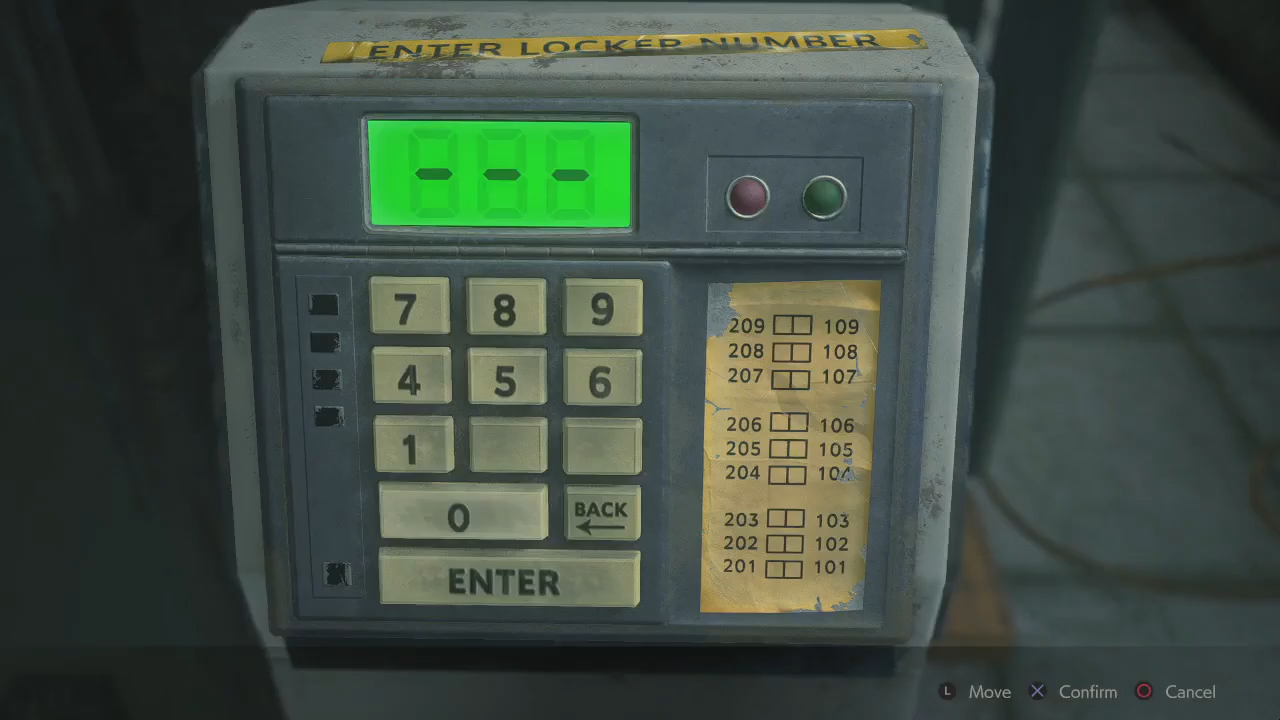 ENTER LOCKER NUMBER
- - -
7 8 9
4 5 6
1
0 BACK
ENTER
209 109
208 108
207 107
206 106
205 105
204 104
203 103
202 102
201 101
L Move X Confirm O Cancel